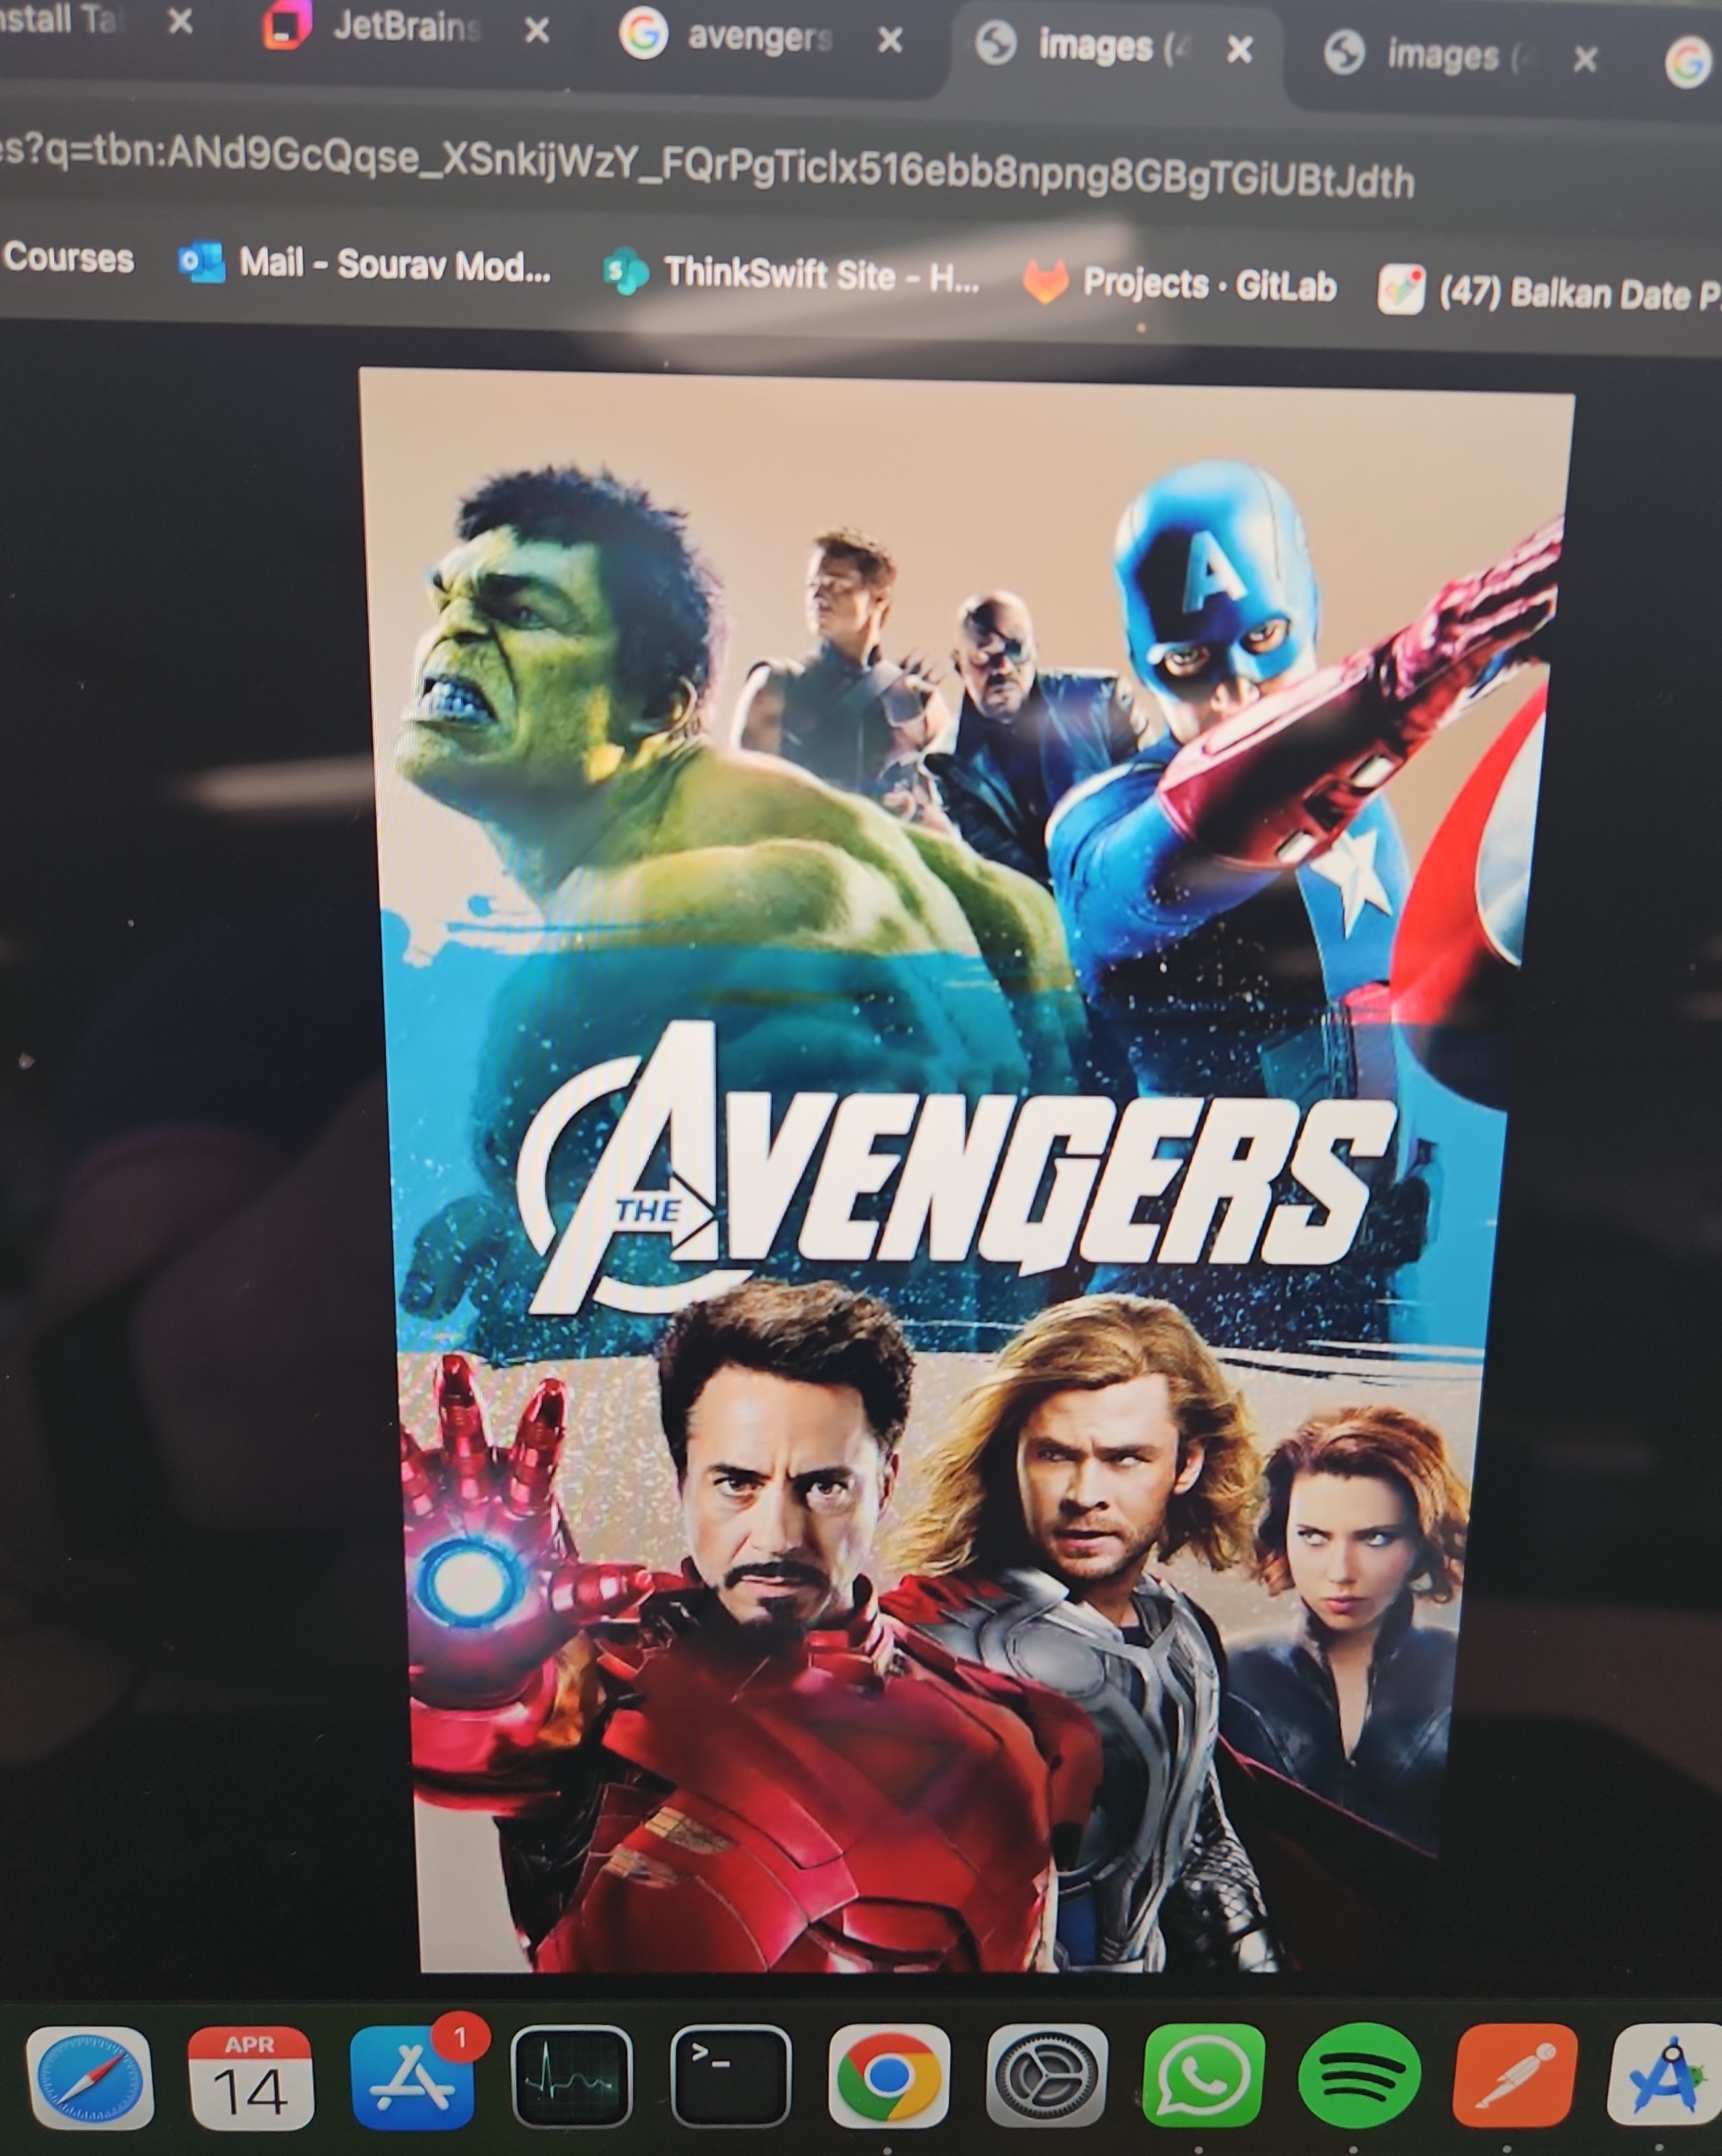 nstall Ta
JetBrains
avengers
images (
images (
es?q=tbn:ANd9GcQqse_XSnkijWzY_FQrPgTiclx516ebb8npng8GBgTGiUBtJdth
Courses
Mail - Sourav Mod...
ThinkSwift Site - H...
Projects · GitLab
(47) Balkan Date P
A
THE AVENGERS
APR
14
1
>_